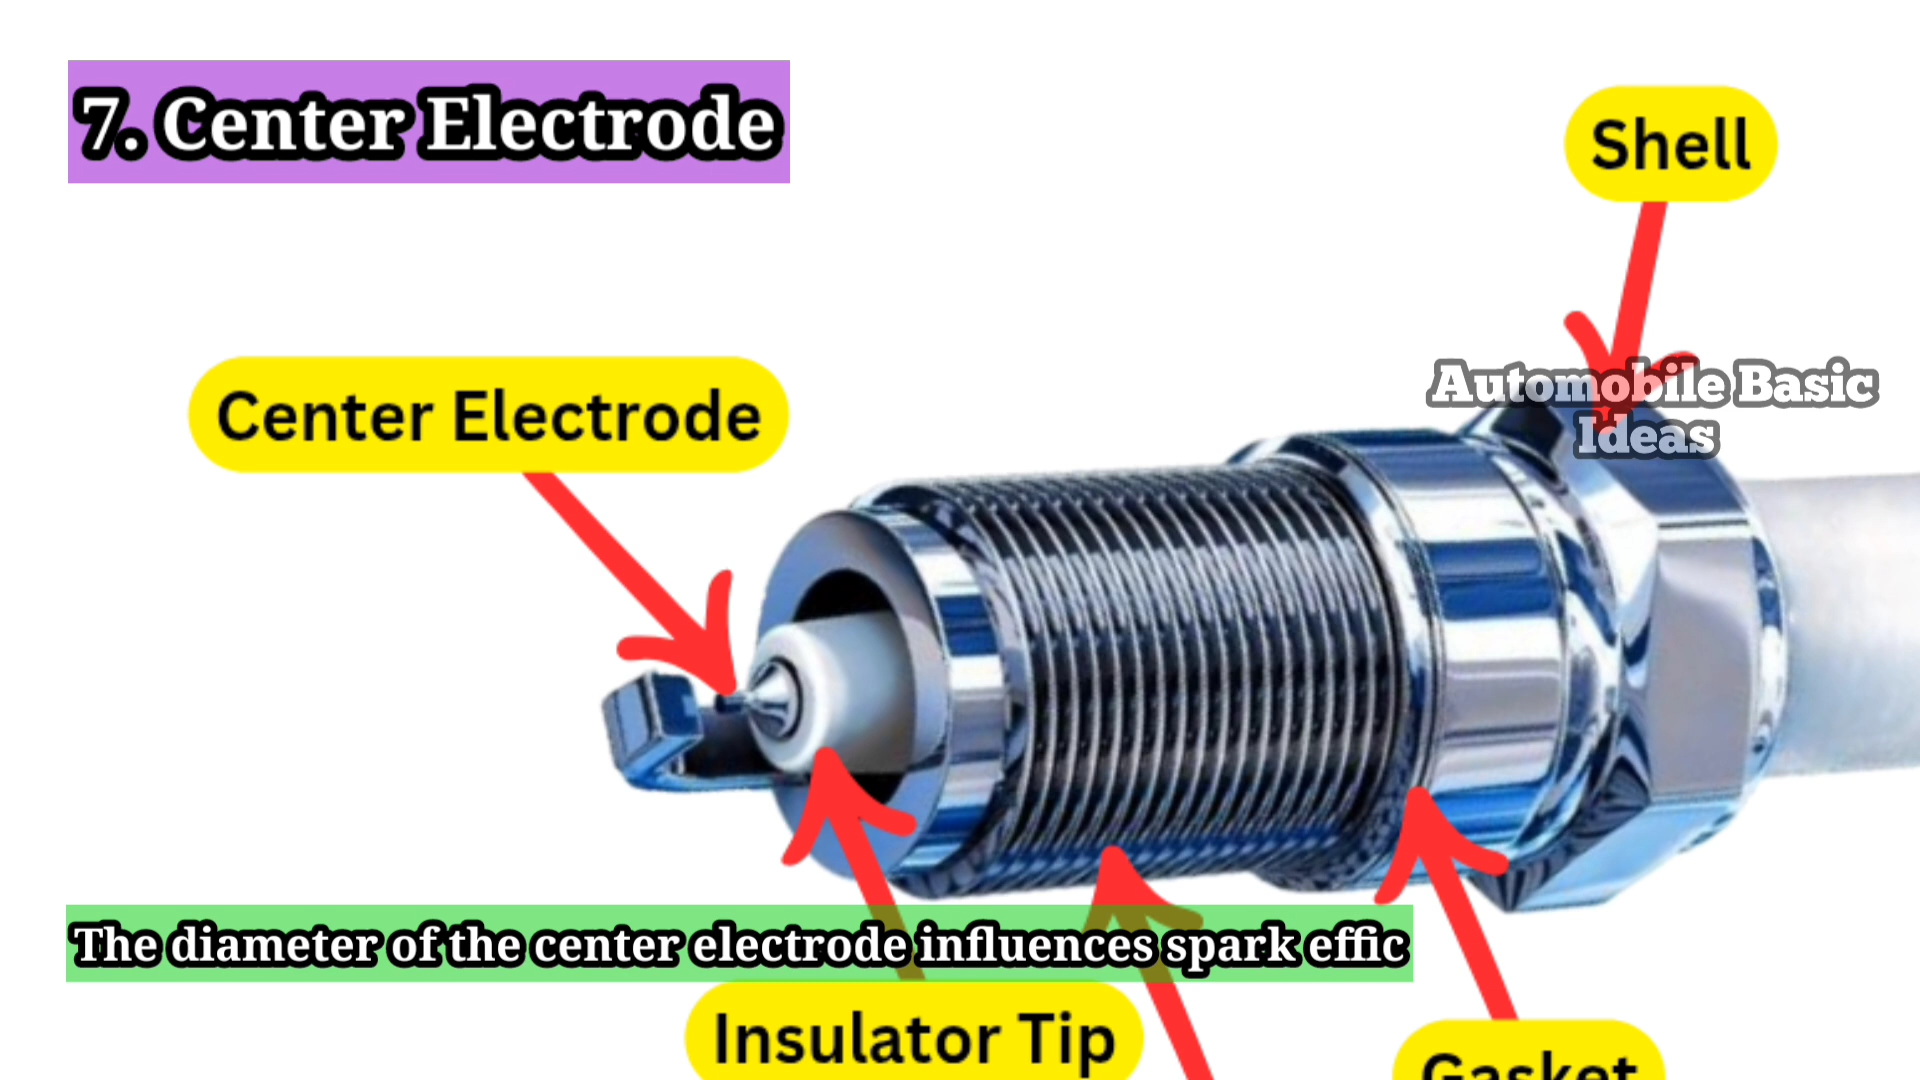 7. Center Electrode
Shell
Automobile Basic
Ideas
Center Electrode
The diameter of the center electrode influences spark effic
Insulator Tip
Gasket